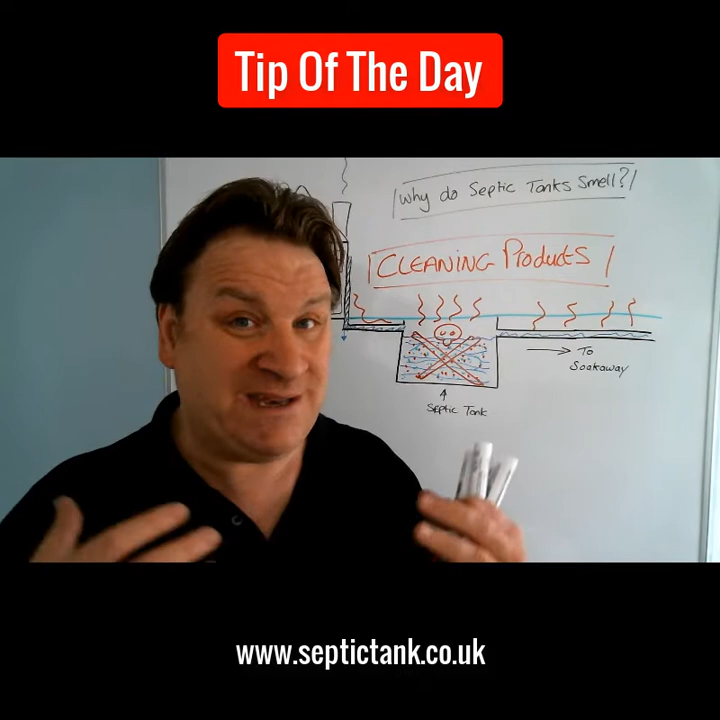 Tip Of The Day
Why do Septic Tanks Smell?
CLEANING Products
To
Soakaway
Septic Tank
www.septictank.co.uk